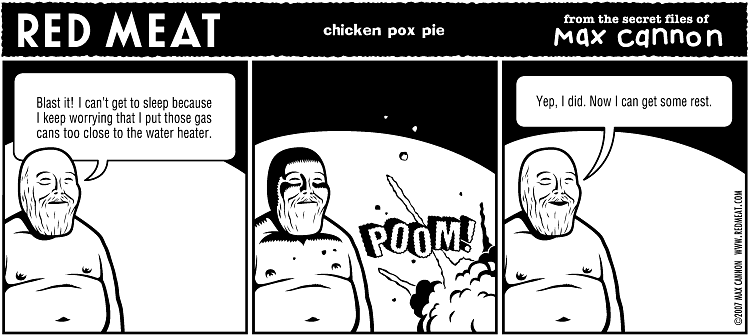 RED MEAT
chicken pox pie
from the secret files of
Max cannon
Blast it! I can't get to sleep because
I keep worrying that I put those gas
cans too close to the water heater.
POOM!
Yep, I did. Now I can get some rest.
©2007 MAX CANNON WWW.REDMEAT.COM